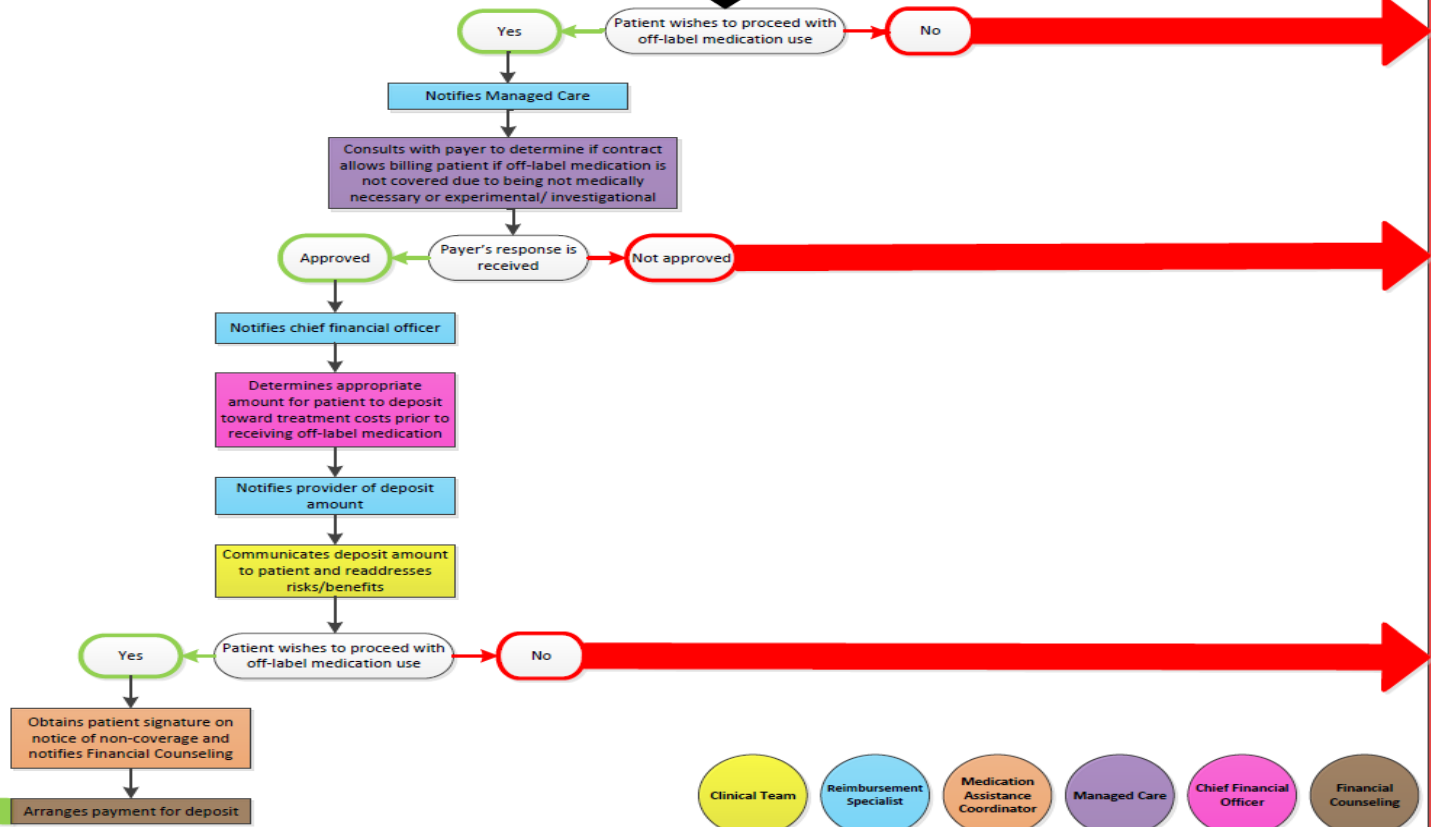 Yes
Patient wishes to proceed with
off-label medication use
No
Notifies Managed Care
Consults with payer to determine if contract
allows billing patient if off-label medication is
not covered due to being not medically
necessary or experimental/ investigational
Approved
Payer's response is
received
Not approved
Notifies chief financial officer
Determines appropriate
amount for patient to deposit
toward treatment costs prior to
receiving off-label medication
Notifies provider of deposit
amount
Communicates deposit amount
to patient and readdresses
risks/benefits
Yes
Patient wishes to proceed with
off-label medication use
No
Obtains patient signature on
notice of non-coverage and
notifies Financial Counseling
Arranges payment for deposit
Clinical Team
Reimbursement
Specialist
Medication
Assistance
Coordinator
Managed Care
Chief Financial
Officer
Financial
Counseling